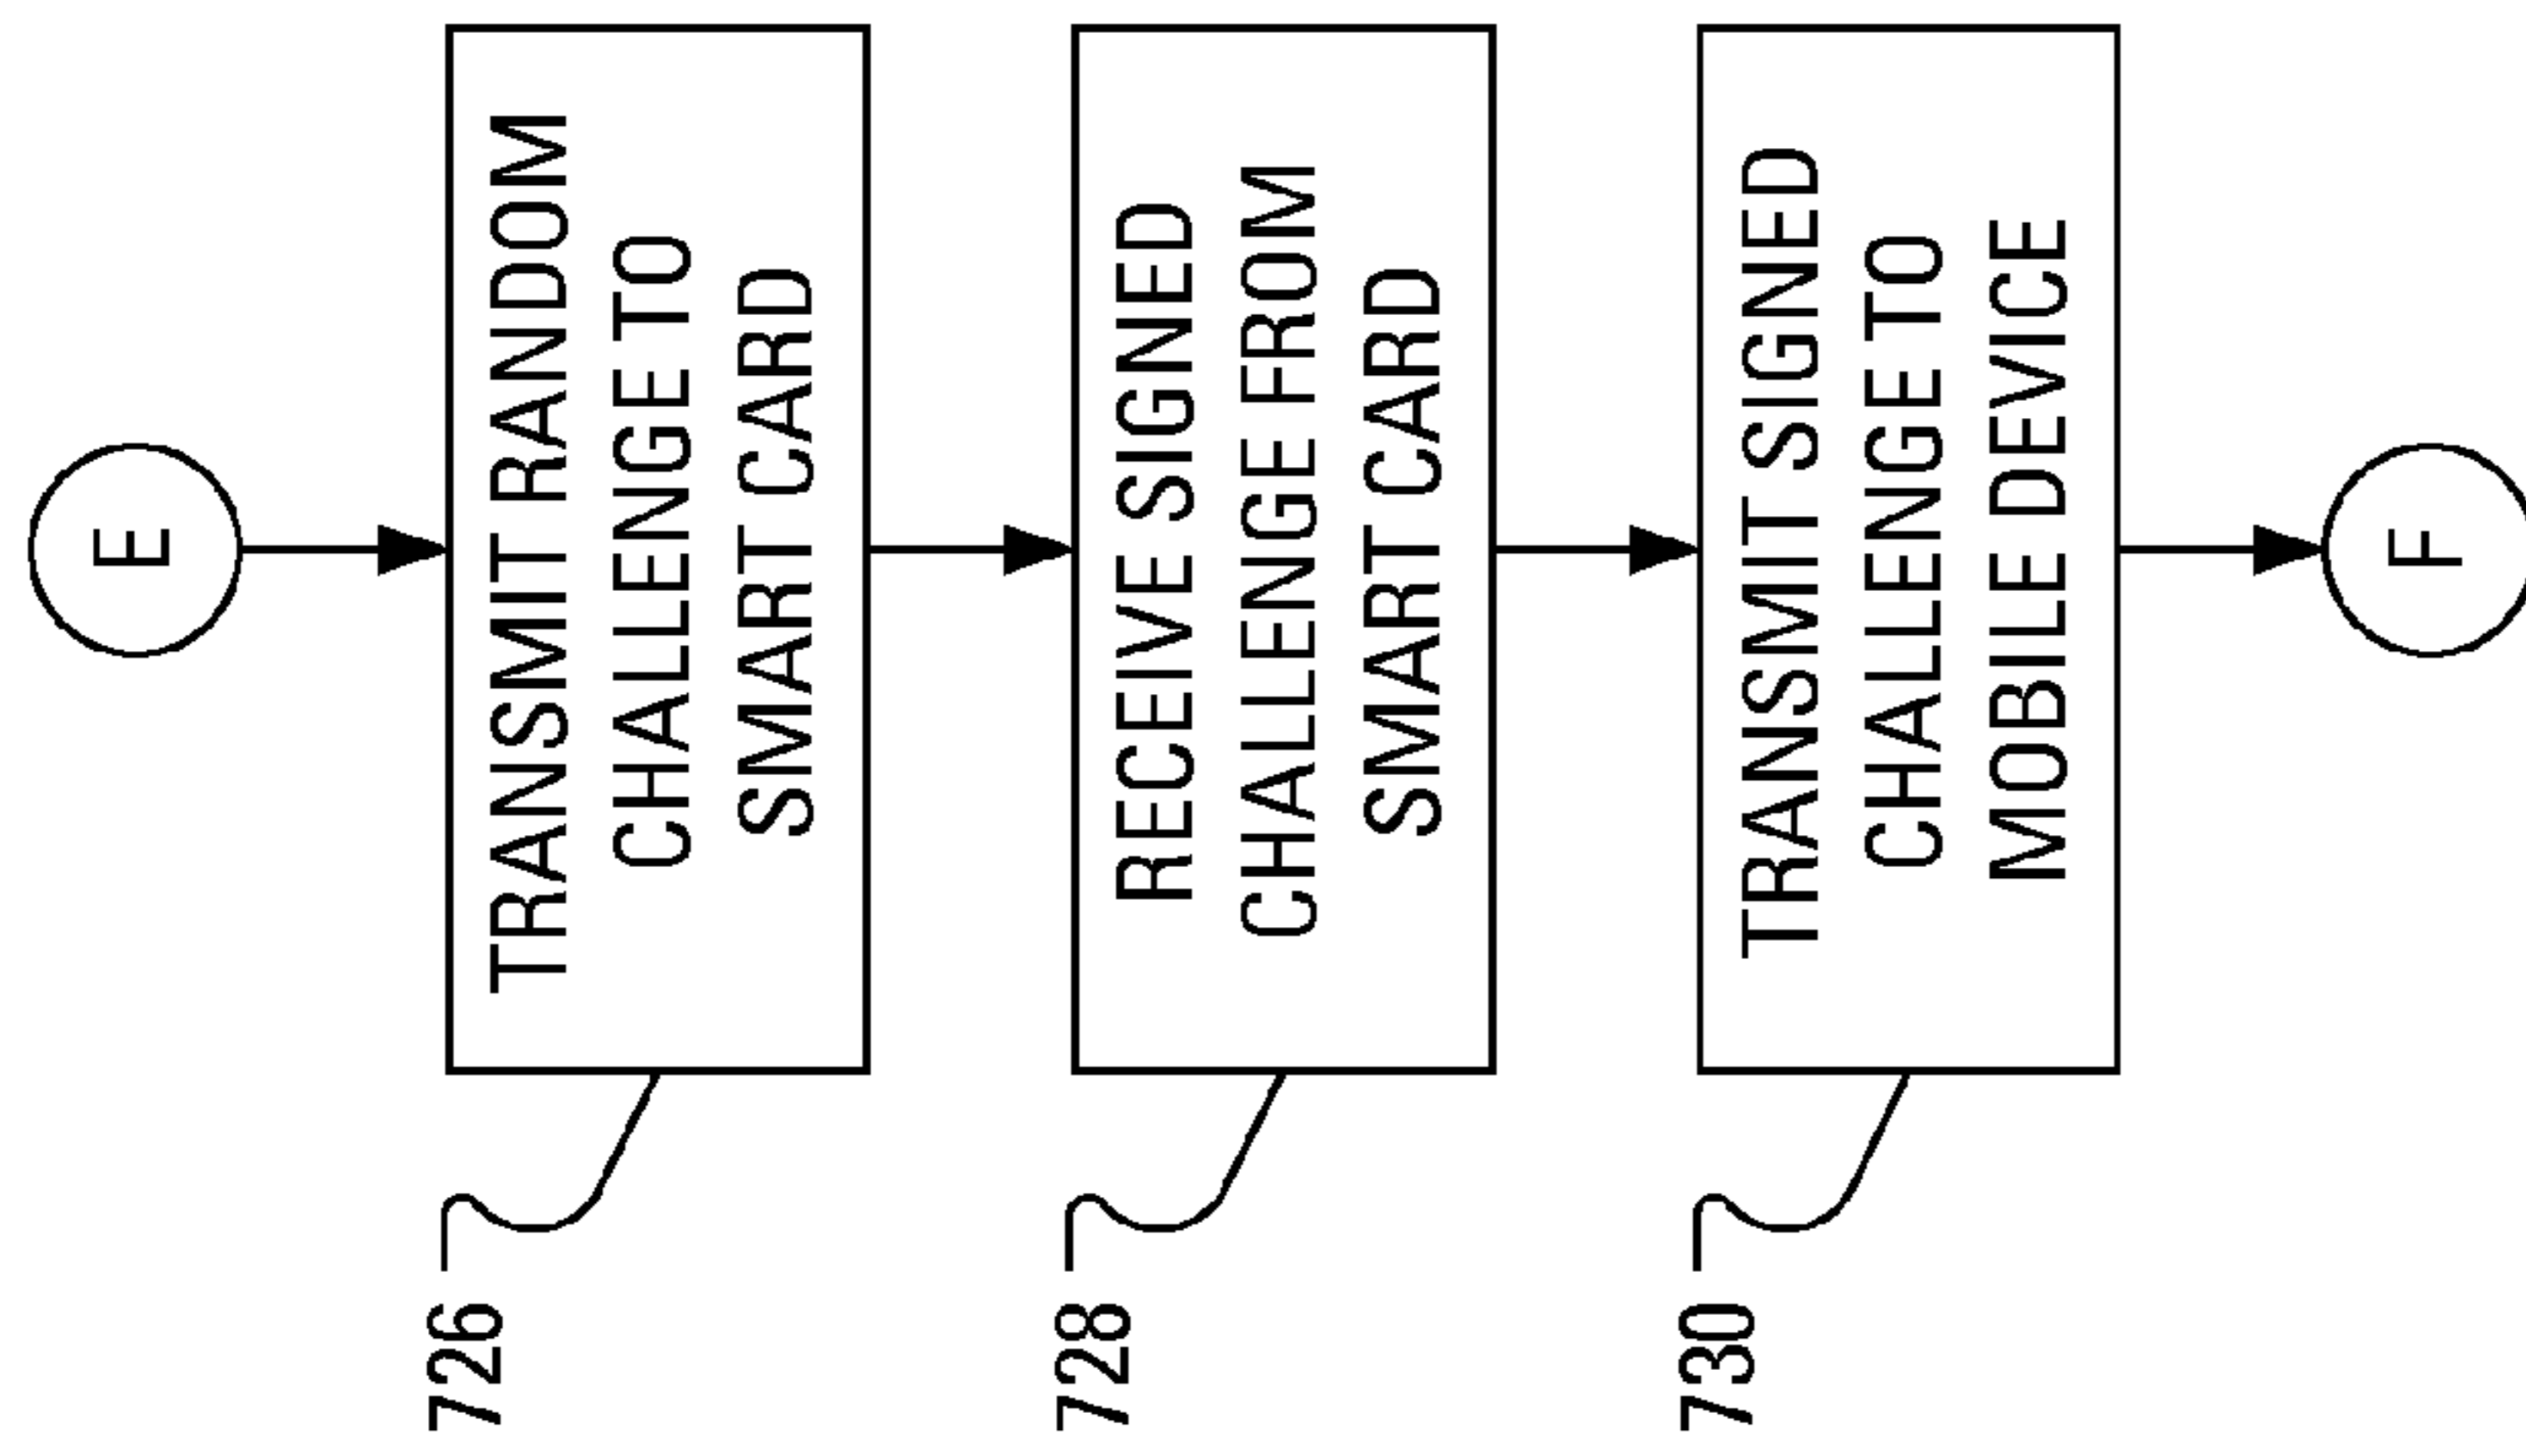 E
TRANSMIT RANDOM
CHALLENGE TO
SMART CARD
726
RECEIVE SIGNED
CHALLENGE FROM
SMART CARD
728
TRANSMIT SIGNED
CHALLENGE TO
MOBILE DEVICE
730
F